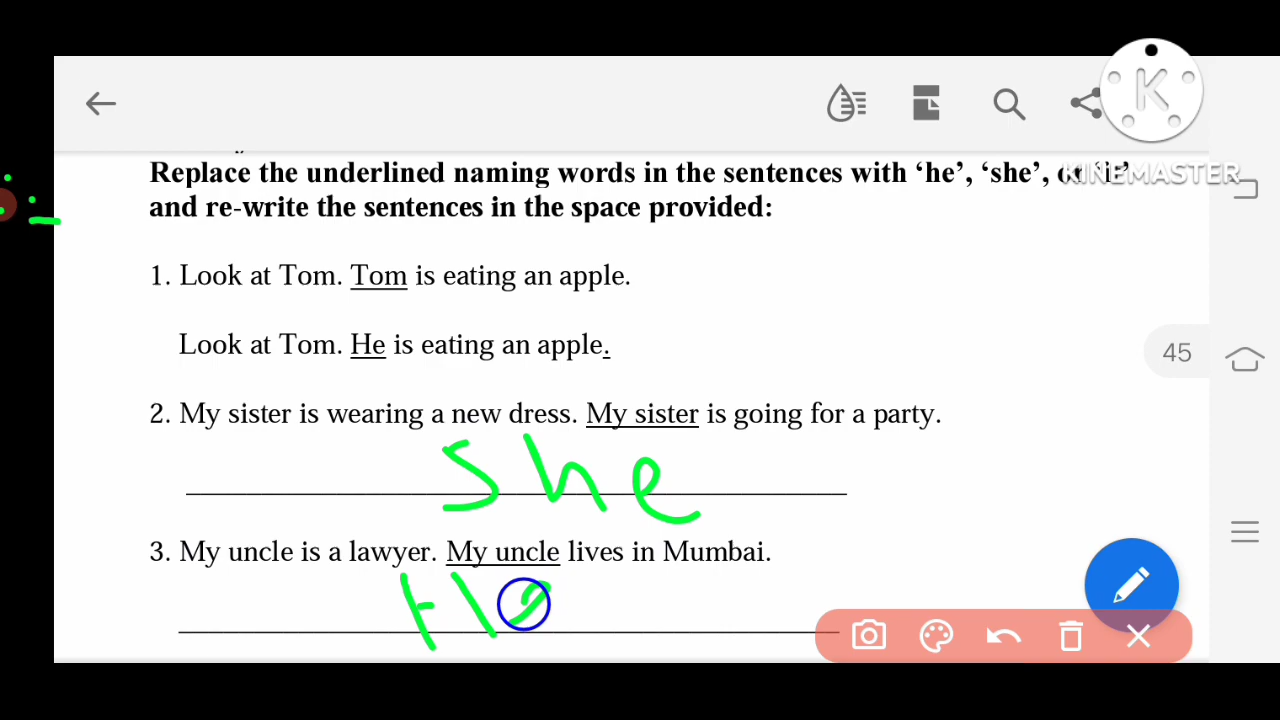 K
KINEMASTER
Replace the underlined naming words in the sentences with ‘he’, ‘she’, or ‘it’
and re-write the sentences in the space provided:
1. Look at Tom. Tom is eating an apple.
Look at Tom. He is eating an apple.
45
2. My sister is wearing a new dress. My sister is going for a party.
She
3. My uncle is a lawyer. My uncle lives in Mumbai.
He